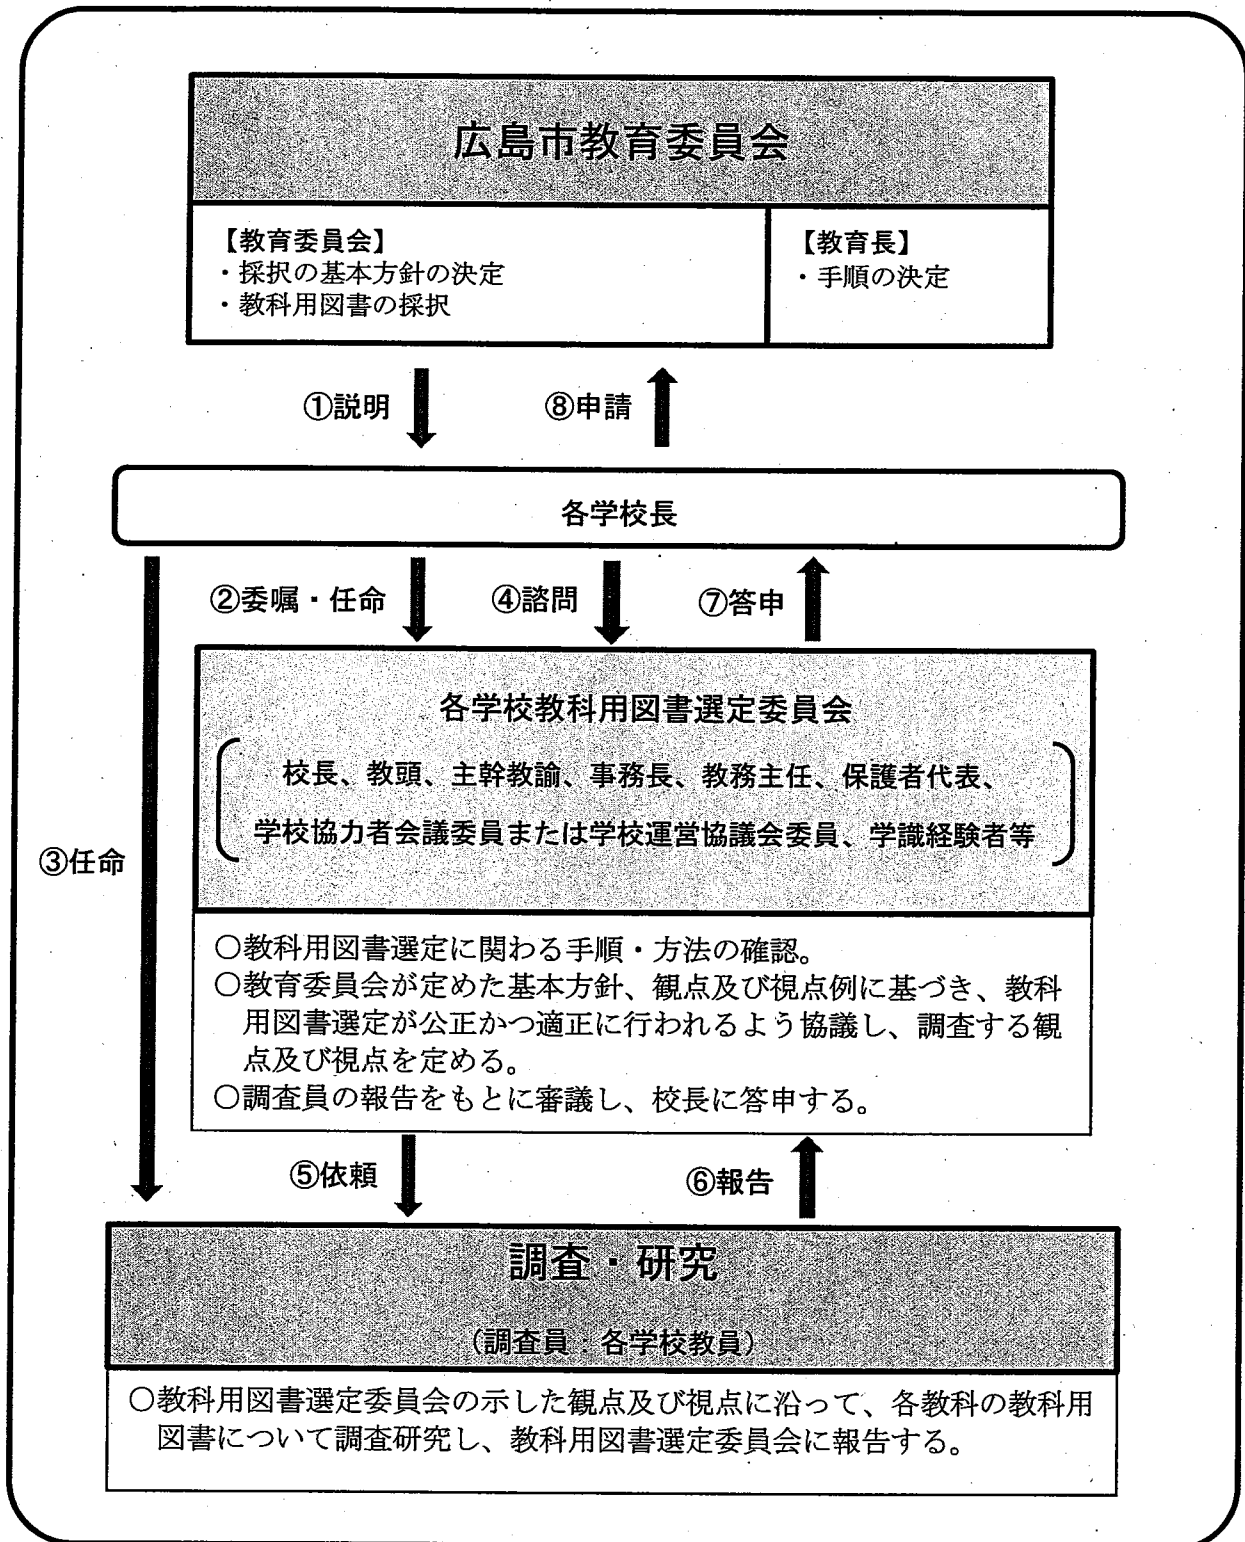 広島市教育委員会
【教育委員会】
・採択の基本方針の決定
・教科用図書の採択
【教育長】
・手順の決定
①説明
⑧申請
各学校長
②委嘱・任命
④諮問
⑦答申
③任命
各学校教科用図書選定委員会
校長、教頭、主幹教諭、事務長、教務主任、保護者代表、
学校協力者会議委員または学校運営協議会委員、学識経験者等
○教科用図書選定に関わる手順・方法の確認。
○教育委員会が定めた基本方針、観点及び視点例に基づき、教科
用図書選定が公正かつ適正に行われるよう協議し、調査する観
点及び視点を定める。
○調査員の報告をもとに審議し、校長に答申する。
⑤依頼
⑥報告
調査・研究
（調査員：各学校教員）
○教科用図書選定委員会の示した観点及び視点に沿って、各教科の教科用
図書について調査研究し、教科用図書選定委員会に報告する。